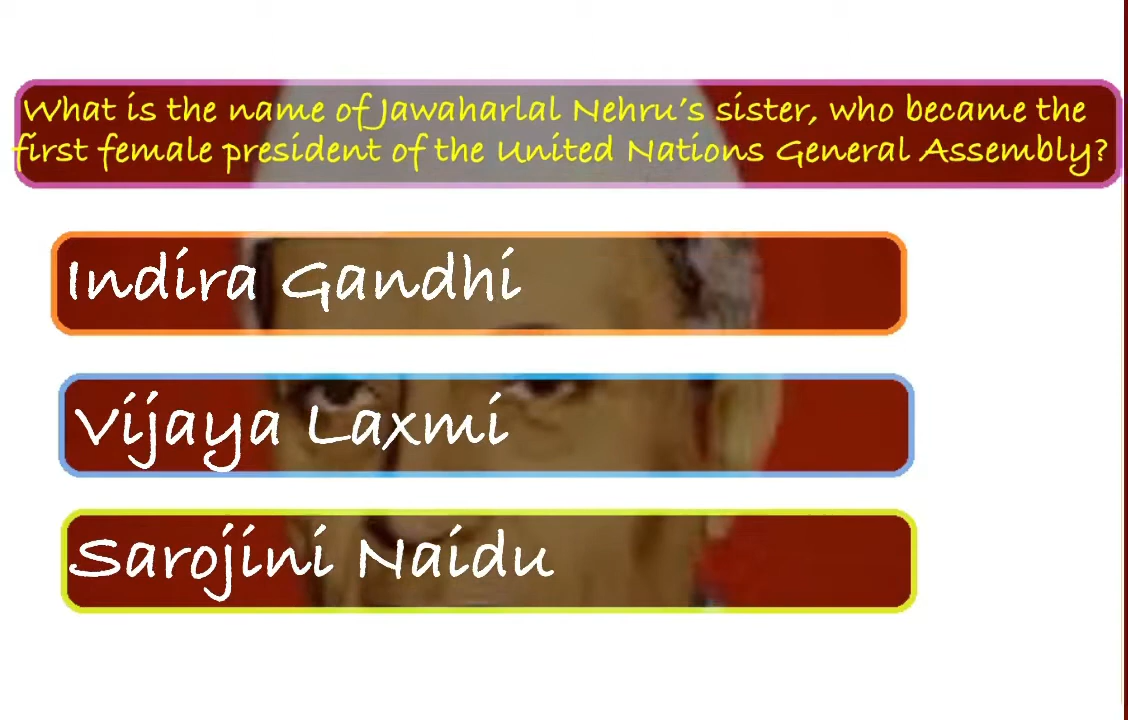 What is the name of Jawaharlal Nehru's sister, who became the
first female president of the United Nations General Assembly?
Indira Gandhi
Vijaya Laxmi
Sarojini Naidu